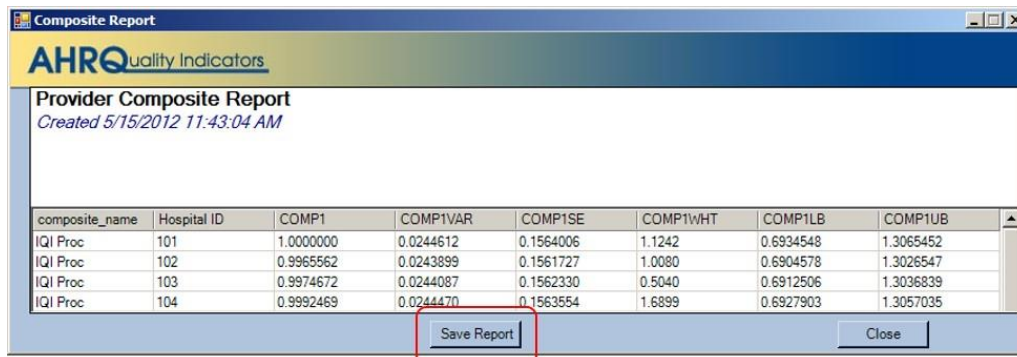 Composite Report
AHRQuality Indicators
Provider Composite Report
Created 5/15/2012 11:43:04 AM
composite_name Hospital ID COMP1 COMP1VAR COMP1SE COMP1WHT COMP1LB COMP1UB
IQI Proc 101 1.0000000 0.0244612 0.1564006 1.1242 0.6934548 1.3065452
IQI Proc 102 0.9965562 0.0243899 0.1561727 1.0080 0.6904578 1.3026547
IQI Proc 103 0.9974672 0.0244087 0.1562330 0.5040 0.6912506 1.3036839
IQI Proc 104 0.9992469 0.0244470 0.1563554 1.6899 0.6927903 1.3057035
Save Report Close